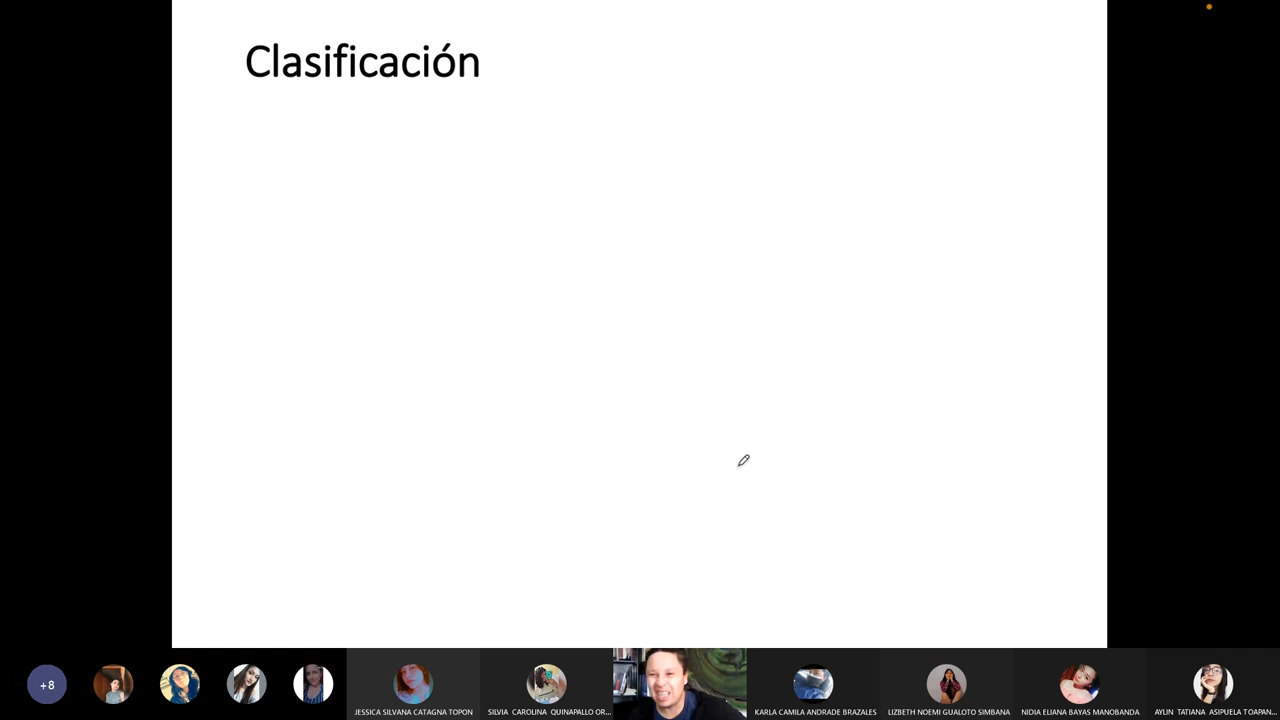 Clasificación
+8
JESSICA SILVANA CATAGNA TOPON
SILVIA CAROLINA QUINAPALLO OR...
KARLA CAMILA ANDRADE BRAZALES
LIZBETH NOEMI GUALOTO SIMBANA
NIDIA ELIANA BAYAS MANOBANDA
AYLIN TATIANA ASIPUELA TOAPAN...